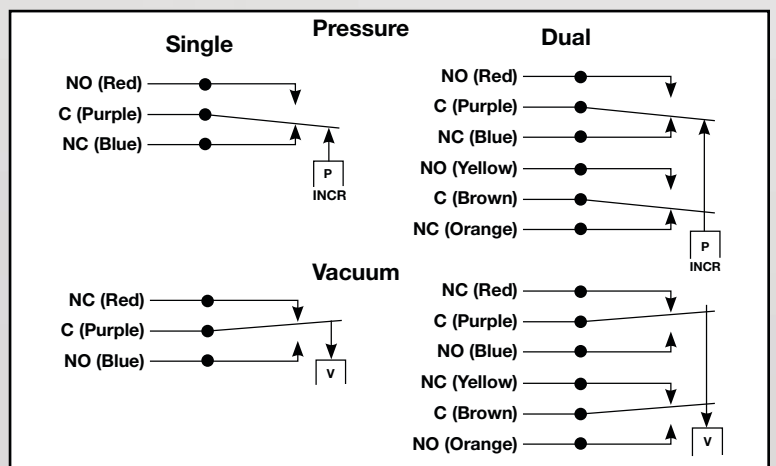 Pressure
Single
NO (Red)
C (Purple)
NC (Blue)
P
INCR
Dual
NO (Red)
C (Purple)
NC (Blue)
NO (Yellow)
C (Brown)
NC (Orange)
P
INCR
Vacuum
NC (Red)
C (Purple)
NO (Blue)
V
NC (Red)
C (Purple)
NO (Blue)
NC (Yellow)
C (Brown)
NO (Orange)
V